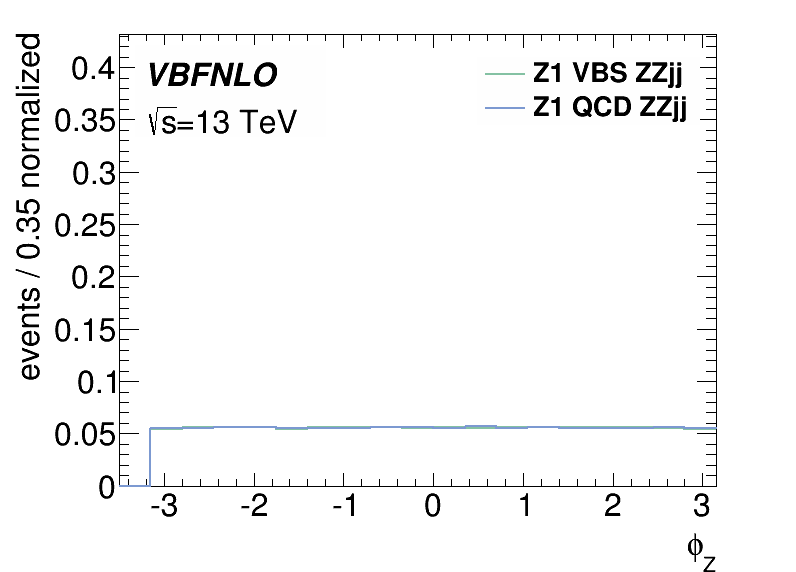 VBFNLO
√s=13 TeV
Z1 VBS ZZjj
Z1 QCD ZZjj
events / 0.35 normalized
0.4
0.35
0.3
0.25
0.2
0.15
0.1
0.05
0
-3 -2 -1 0 1 2 3
ϕZ